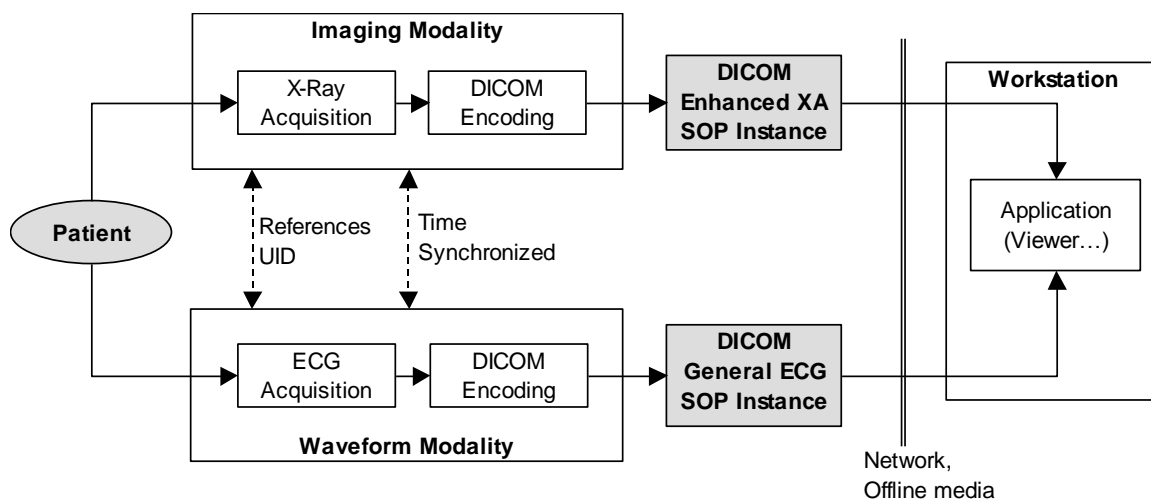 Imaging Modality
X-Ray
Acquisition
DICOM
Encoding
DICOM
Enhanced XA
SOP Instance
Workstation
Patient
References
UID
Time
Synchronized
Application
(Viewer…)
ECG
Acquisition
DICOM
Encoding
Waveform Modality
DICOM
General ECG
SOP Instance
Network,
Offline media